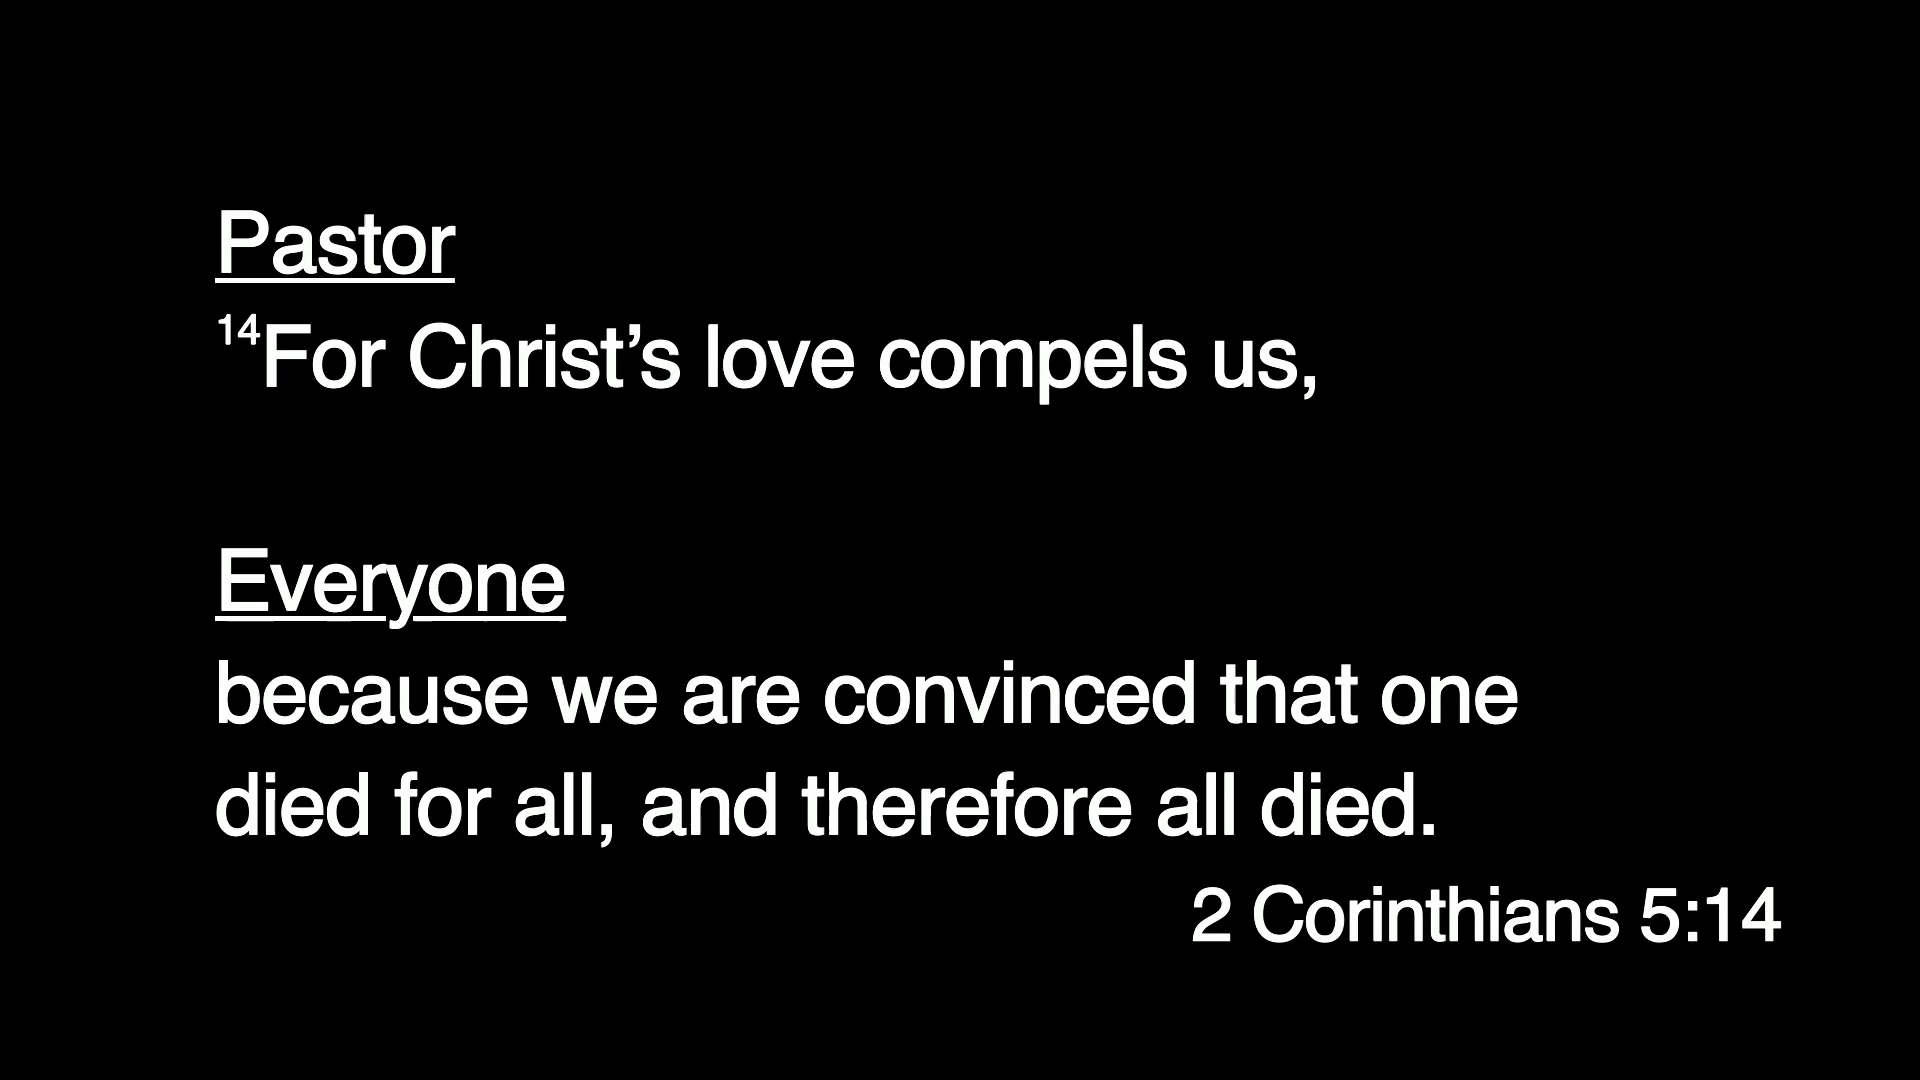 Pastor
¹⁴For Christ’s love compels us,
Everyone
because we are convinced that one
died for all, and therefore all died.
2 Corinthians 5:14